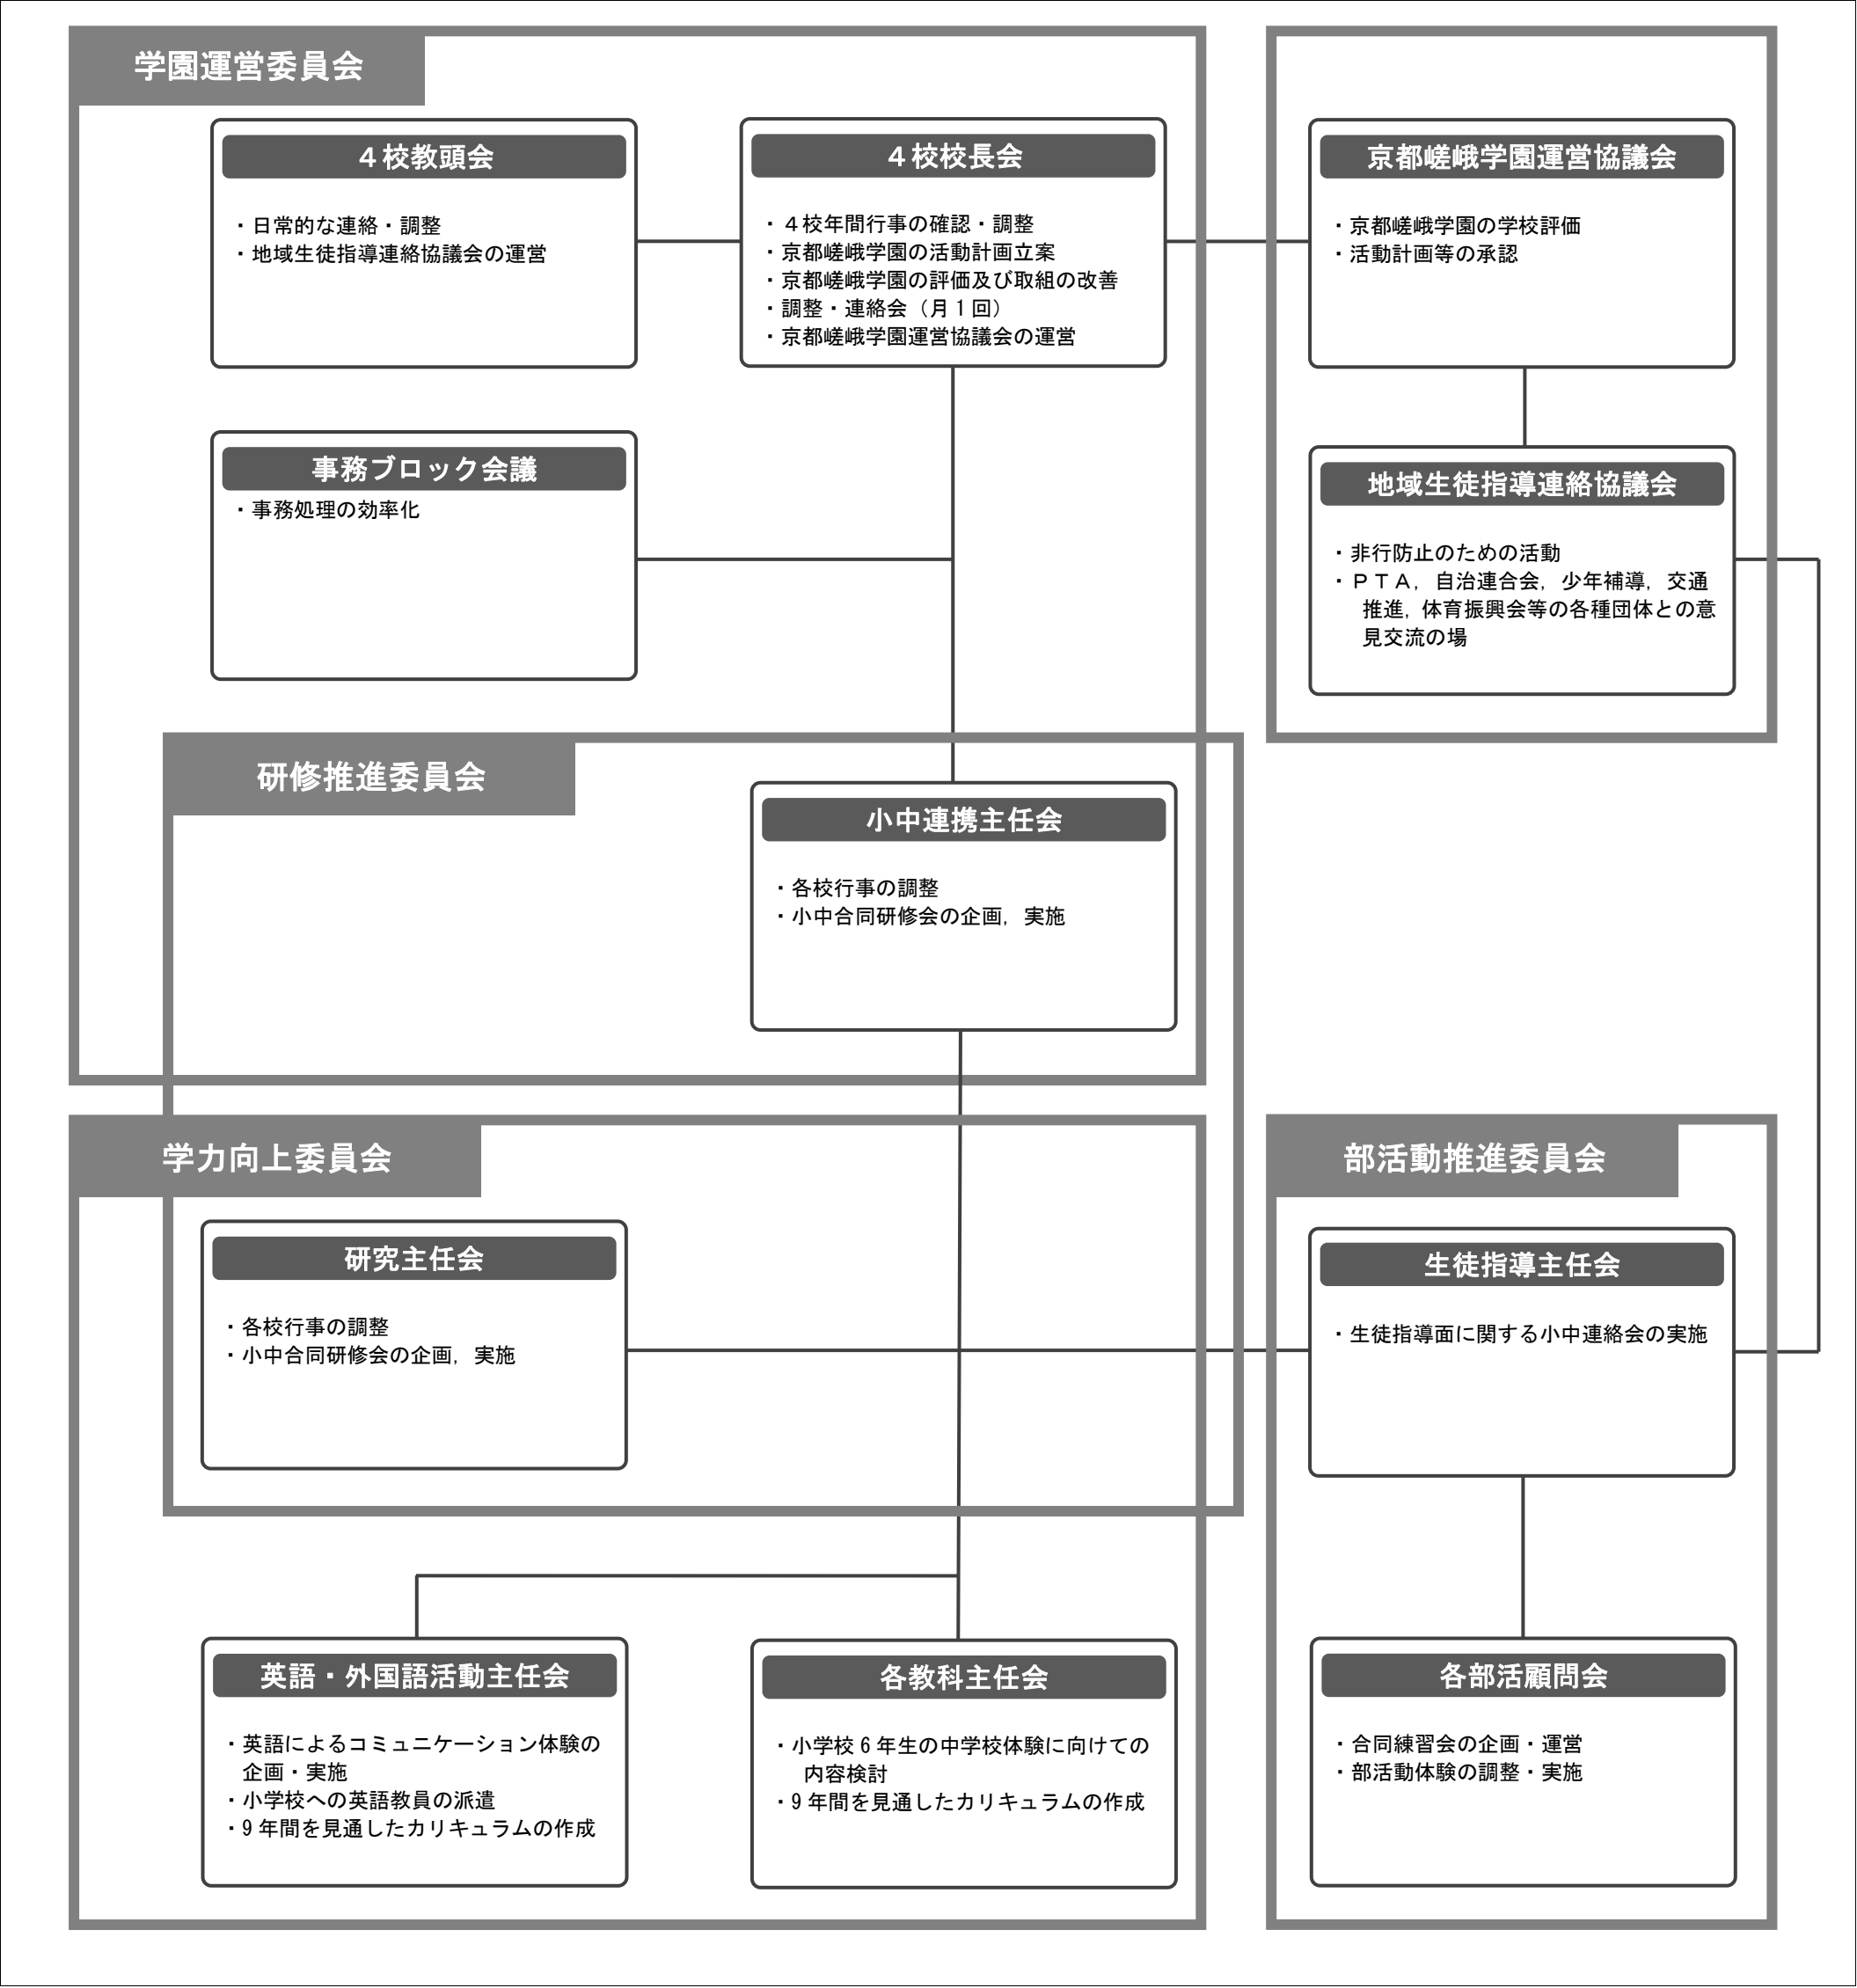 学園運営委員会
４校教頭会
・日常的な連絡・調整
・地域生徒指導連絡協議会の運営
４校校長会
・４校年間行事の確認・調整
・京都嵯峨学園の活動計画立案
・京都嵯峨学園の評価及び取組の改善
・調整・連絡会（月１回）
・京都嵯峨学園運営協議会の運営
京都嵯峨学園運営協議会
・京都嵯峨学園の学校評価
・活動計画等の承認
事務ブロック会議
・事務処理の効率化
地域生徒指導連絡協議会
・非行防止のための活動
・ＰＴＡ，自治連合会，少年補導，交通
推進，体育振興会等の各種団体との意
見交流の場
研修推進委員会
小中連携主任会
・各校行事の調整
・小中合同研修会の企画，実施
学力向上委員会
研究主任会
・各校行事の調整
・小中合同研修会の企画，実施
部活動推進委員会
生徒指導主任会
・生徒指導面に関する小中連絡会の実施
英語・外国語活動主任会
・英語によるコミュニケーション体験の
企画・実施
・小学校への英語教員の派遣
・9 年間を見通したカリキュラムの作成
各教科主任会
・小学校 6 年生の中学校体験に向けての
内容検討
・9 年間を見通したカリキュラムの作成
各部活顧問会
・合同練習会の企画・運営
・部活動体験の調整・実施